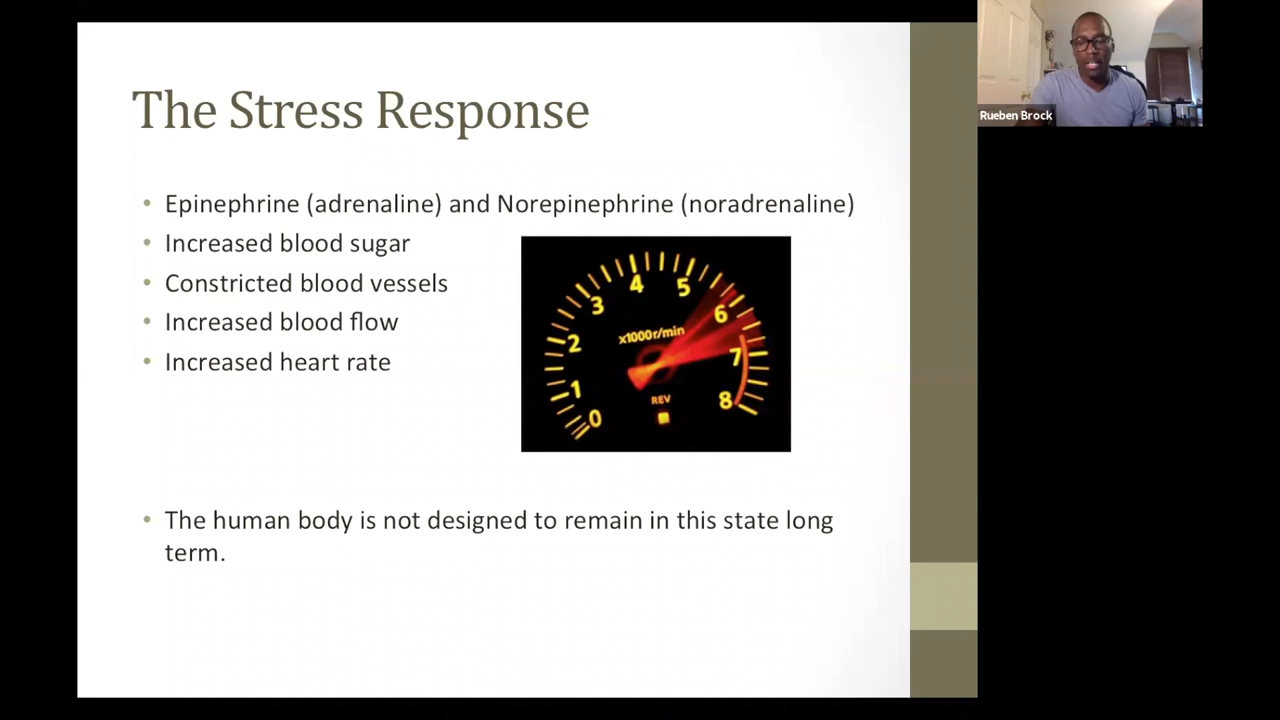 The Stress Response
Epinephrine (adrenaline) and Norepinephrine (noradrenaline)
Increased blood sugar
Constricted blood vessels
Increased blood flow
Increased heart rate
0
1
2
3
4
5
6
7
8
x1000r/min
REV
The human body is not designed to remain in this state long
term.
Rueben Brock